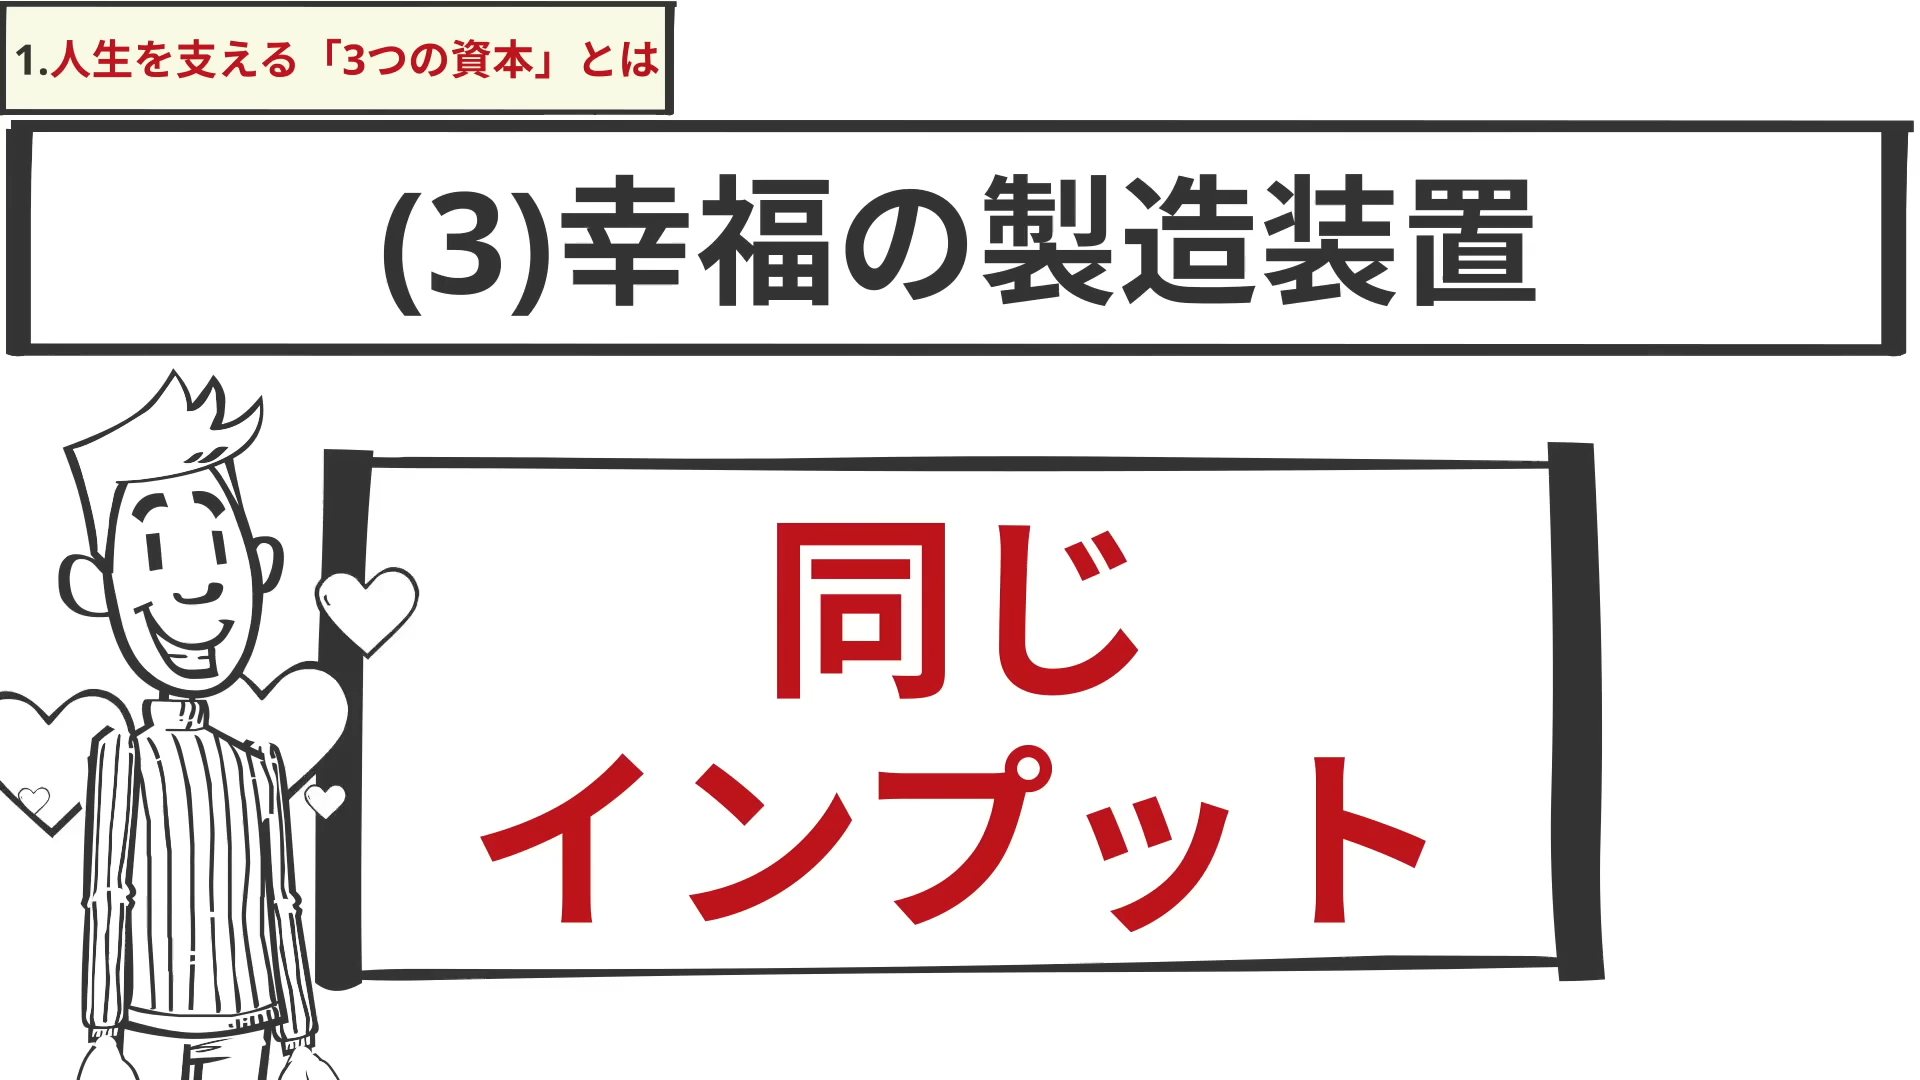 1.人生を支える「3つの資本」とは
(3)幸福の製造装置
同じ
インプット